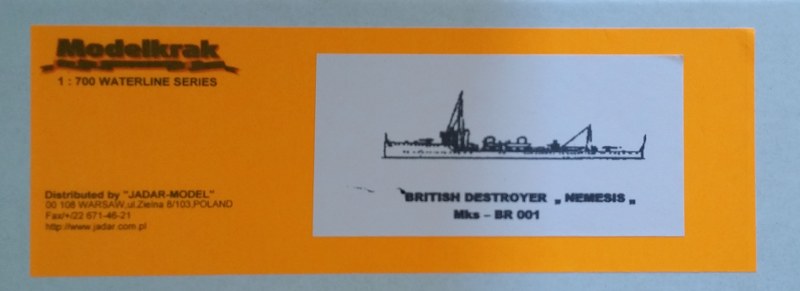 Modelkrak
1 : 700 WATERLINE SERIES
Distributed by "JADAR-MODEL"
00 108 WARSAW,ul.Zielna 8/103,POLAND
Fax/+/22 671-46-21
http://www.jadar.com.pl
BRITISH DESTROYER „ NEMESIS „
Mks – BR 001